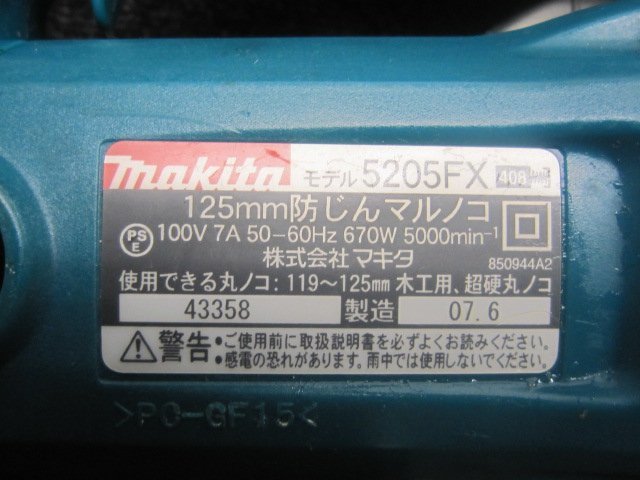 makita モデル 5205FX 408
125mm防じんマルノコ
PS E 100V 7A 50-60Hz 670W 5000min⁻¹
株式会社 マキタ 850944A2
使用できる丸ノコ：119～125mm 木工用、超硬丸ノコ
43358 製造 07.6
警告 •ご使用前に取扱説明書を必ずよくお読みください。
•感電の恐れがあります。雨中では使用しないでください。
>PC-GF15<